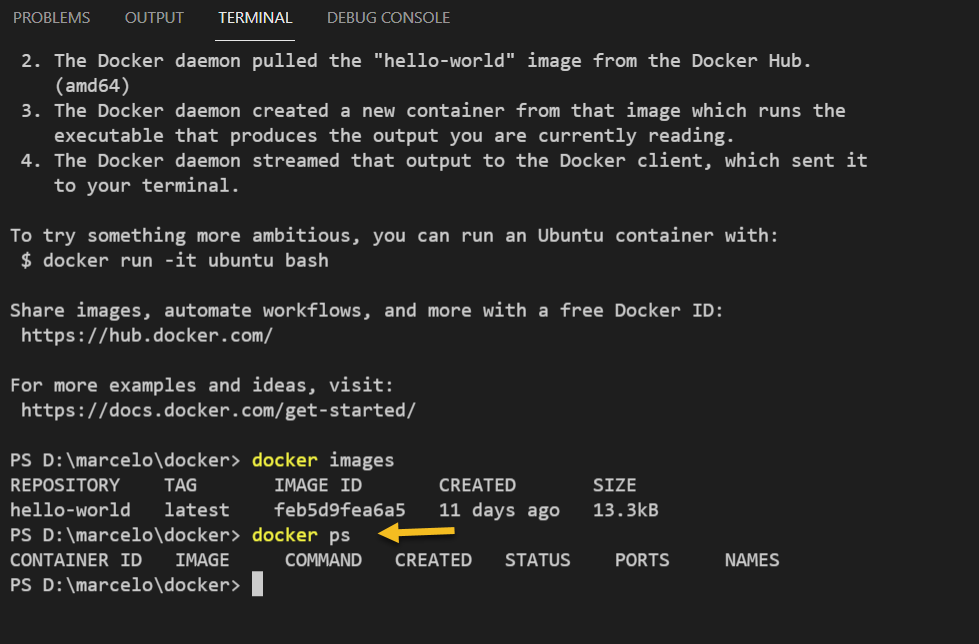 PROBLEMS OUTPUT TERMINAL DEBUG CONSOLE
2. The Docker daemon pulled the "hello-world" image from the Docker Hub.
(amd64)
3. The Docker daemon created a new container from that image which runs the
executable that produces the output you are currently reading.
4. The Docker daemon streamed that output to the Docker client, which sent it
to your terminal.
To try something more ambitious, you can run an Ubuntu container with:
$ docker run -it ubuntu bash
Share images, automate workflows, and more with a free Docker ID:
https://hub.docker.com/
For more examples and ideas, visit:
https://docs.docker.com/get-started/
PS D:\marcelo\docker> docker images
REPOSITORY TAG IMAGE ID CREATED SIZE
hello-world latest feb5d9fea6a5 11 days ago 13.3kB
PS D:\marcelo\docker> docker ps
CONTAINER ID IMAGE COMMAND CREATED STATUS PORTS NAMES
PS D:\marcelo\docker>